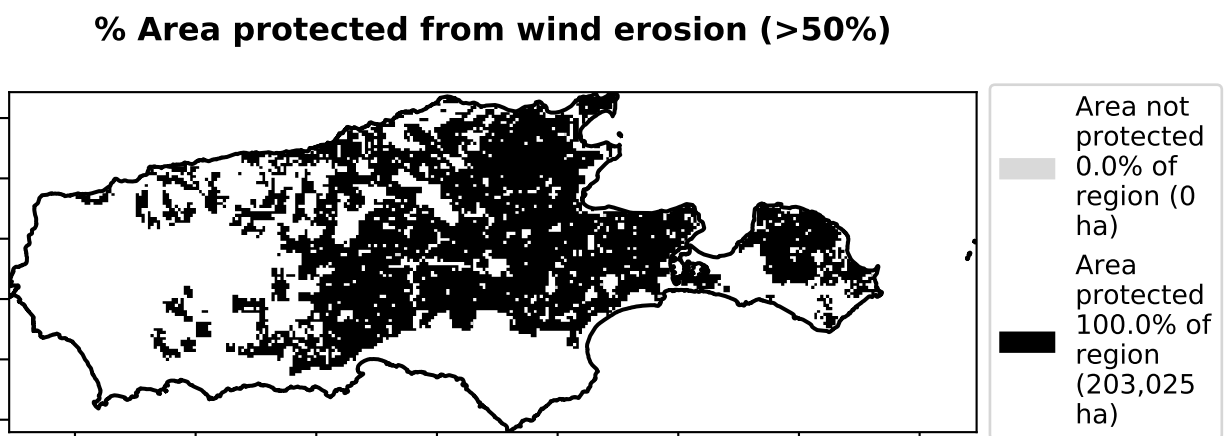 % Area protected from wind erosion (>50%)
Area not
protected
0.0% of
region (0
ha)
Area
protected
100.0% of
region
(203,025
ha)